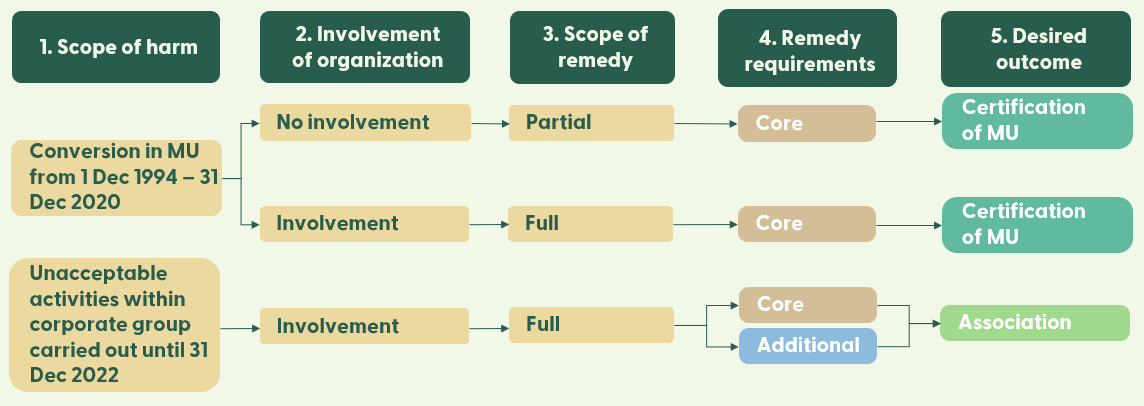 1. Scope of harm
2. Involvement
of organization
3. Scope of
remedy
4. Remedy
requirements
5. Desired
outcome
Conversion in MU
from 1 Dec 1994 – 31
Dec 2020
No involvement
Partial
Core
Certification
of MU
Involvement
Full
Core
Certification
of MU
Unacceptable
activities within
corporate group
carried out until 31
Dec 2022
Involvement
Full
Core
Additional
Association